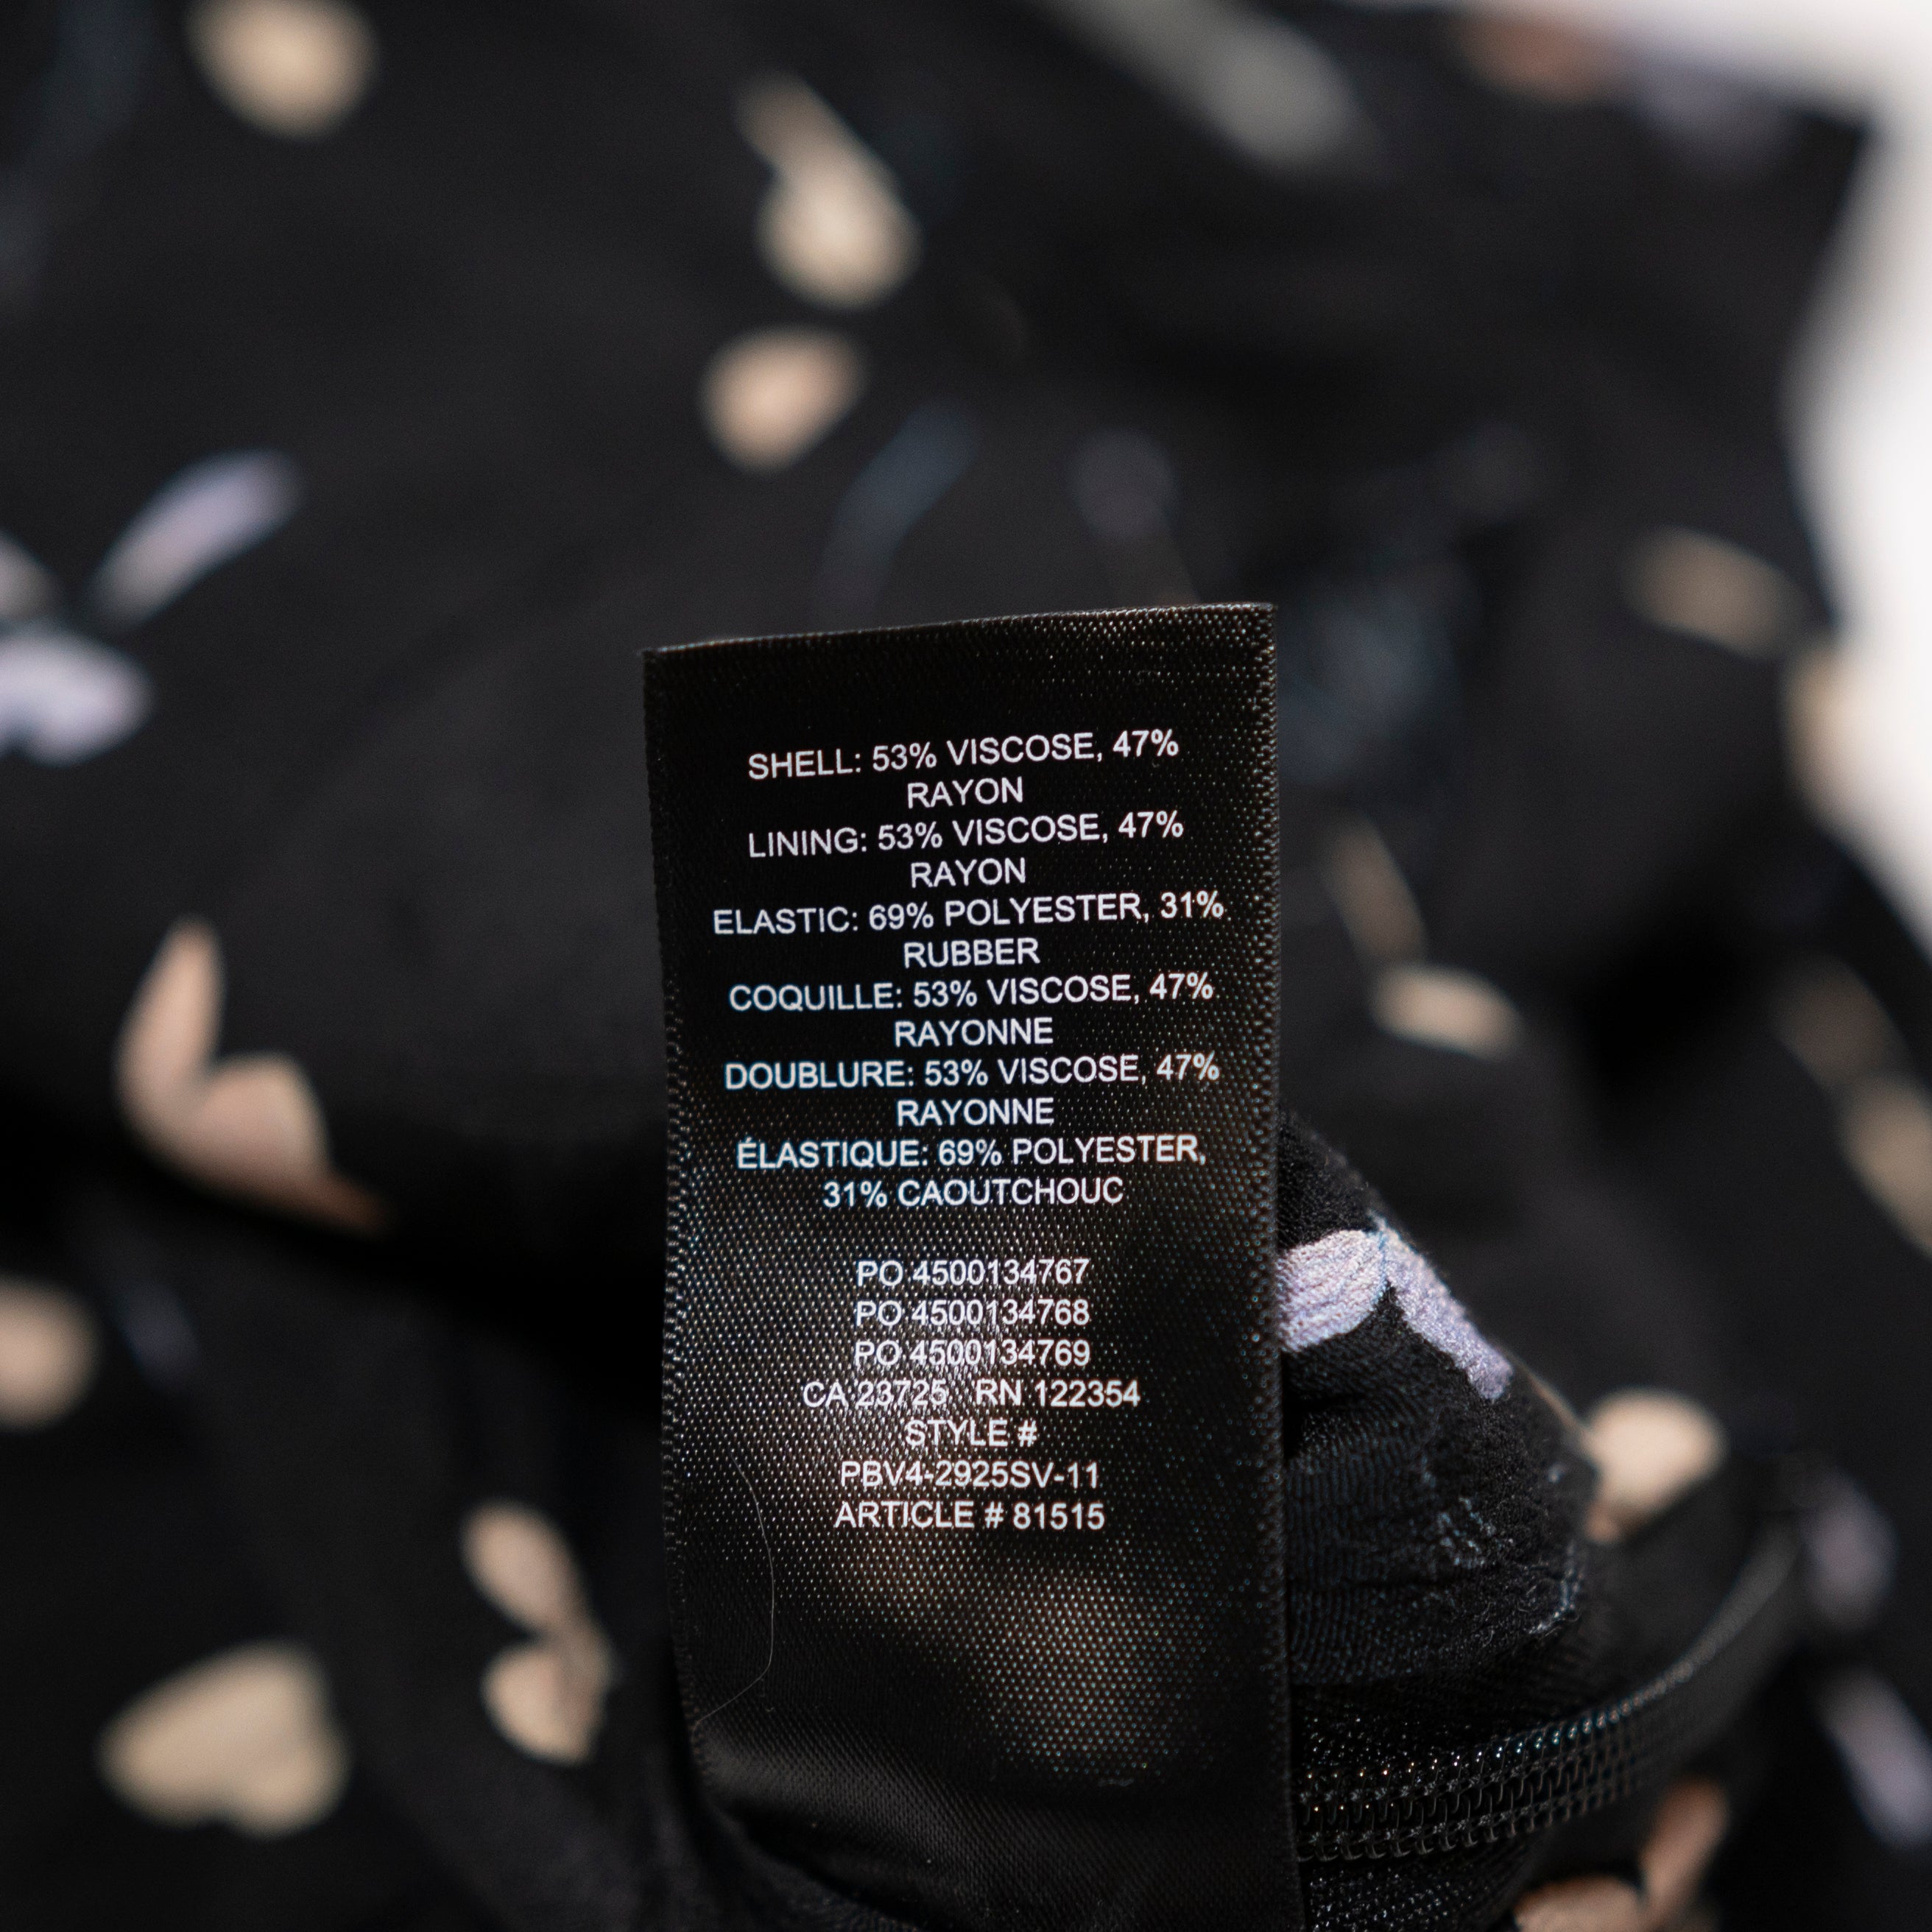 SHELL: 53% VISCOSE, 47%
RAYON
LINING: 53% VISCOSE, 47%
RAYON
ELASTIC: 69% POLYESTER, 31%
RUBBER
COQUILLE: 53% VISCOSE, 47%
RAYONNE
DOUBLURE: 53% VISCOSE, 47%
RAYONNE
ÉLASTIQUE: 69% POLYESTER,
31% CAOUTCHOUC
PO 4500134767
PO 4500134768
PO 4500134769
CA 23725 RN 122354
STYLE #
PBV4-2925SV-11
ARTICLE # 81515